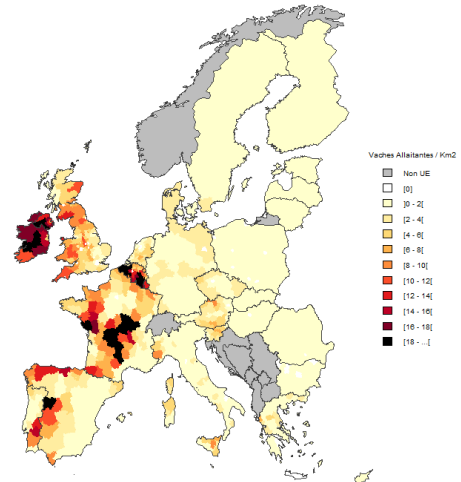 Vaches Allaitantes / Km2
Non UE
[0]
[0 - 2[
[2 - 4[
[4 - 6[
[6 - 8[
[8 - 10[
[10 - 12[
[12 - 14[
[14 - 16[
[16 - 18[
[18 - ...[